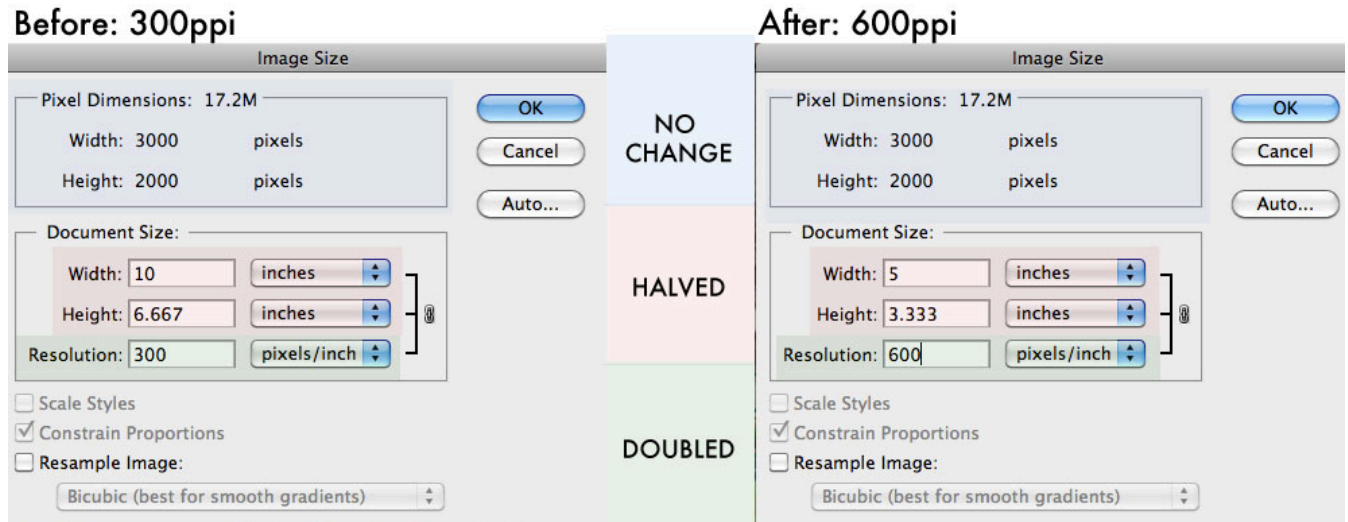 Before: 300ppi
Image Size
Pixel Dimensions: 17.2M
Width: 3000 pixels
Height: 2000 pixels
OK
Cancel
Auto...
Document Size:
Width: 10 inches
Height: 6.667 inches
Resolution: 300 pixels/inch
Scale Styles
Constrain Proportions
Resample Image:
Bicubic (best for smooth gradients)
NO
CHANGE
HALVED
DOUBLED
After: 600ppi
Image Size
Pixel Dimensions: 17.2M
Width: 3000 pixels
Height: 2000 pixels
OK
Cancel
Auto...
Document Size:
Width: 5 inches
Height: 3.333 inches
Resolution: 600 pixels/inch
Scale Styles
Constrain Proportions
Resample Image:
Bicubic (best for smooth gradients)